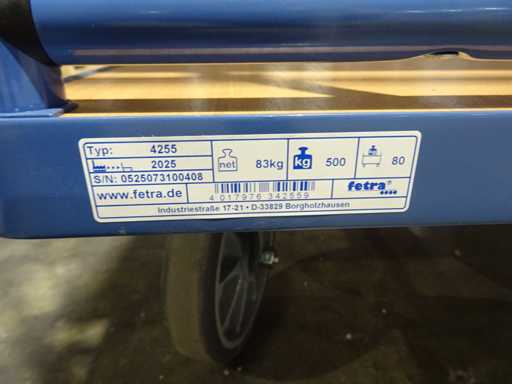 Typ: 4255
2025
S/N: 0525073100408
www.fetra.de
net 83kg
kg 500
80
4 017976 342559
fetra®
Industriestraße 17-21 • D-33829 Borgholzhausen